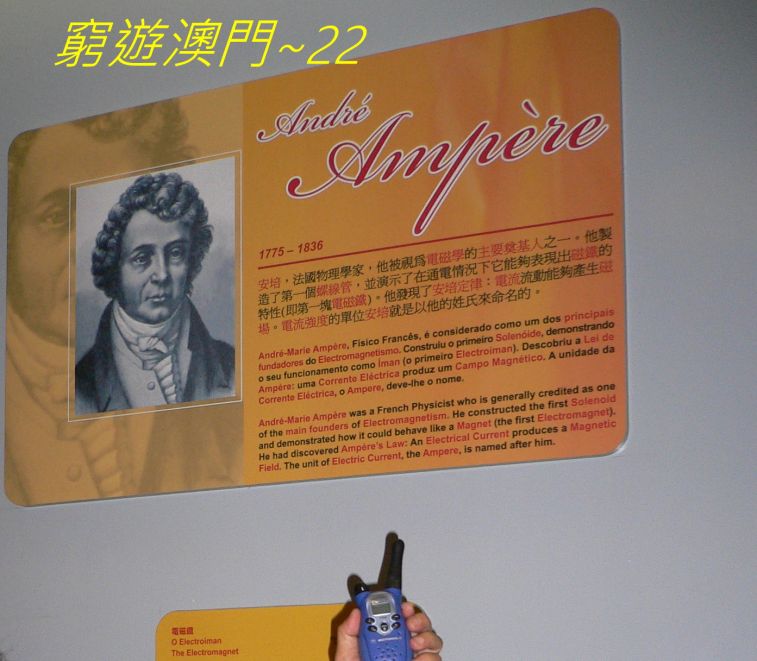 窮遊澳門~22
André
Ampère
1775 – 1836
安培，法國物理學家，他被視爲電磁學的主要奠基人之一。他製
造了第一個螺線管，並演示了在通電情況下它能夠表現出磁鐵的
特性(即第一塊電磁鐵)。他發現了安培定律：電流流動能夠產生磁
場。電流強度的單位安培就是以他的姓氏來命名的。
André-Marie Ampère, Físico Francês, é considerado como um dos principais
fundadores do Electromagnetismo. Construiu o primeiro Solenóide, demonstrando
o seu funcionamento como Íman (o primeiro Electroiman). Descobriu a Lei de
Ampère: uma Corrente Eléctrica produz um Campo Magnético. A unidade da
Corrente Eléctrica, o Ampere, deve-lhe o nome.
André-Marie Ampère was a French Physicist who is generally credited as one
of the main founders of Electromagnetism. He constructed the first Solenoid
and demonstrated how it could behave like a Magnet (the first Electromagnet).
He had discovered Ampère's Law: An Electrical Current produces a Magnetic
Field. The unit of Electric Current, the Ampere, is named after him.
電磁鐵
O Electroiman
The Electromagnet
MOTOROLA